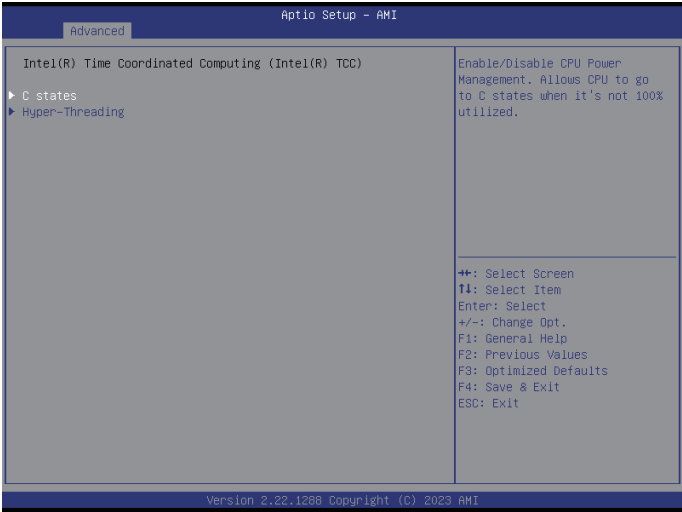 Aptio Setup – AMI
Advanced
Intel(R) Time Coordinated Computing (Intel(R) TCC)
C states
Hyper-Threading
Enable/Disable CPU Power
Management. Allows CPU to go
to C states when it's not 100%
utilized.
→←: Select Screen
↑↓: Select Item
Enter: Select
+/-: Change Opt.
F1: General Help
F2: Previous Values
F3: Optimized Defaults
F4: Save & Exit
ESC: Exit
Version 2.22.1288 Copyright (C) 2023 AMI